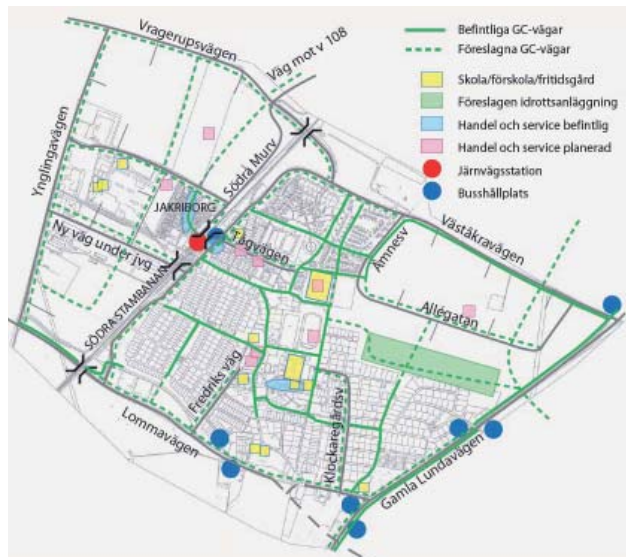 Befintliga GC-vägar
Föreslagna GC-vägar
Skola/förskola/fritidsgård
Föreslagen idrottsanläggning
Handel och service befintlig
Handel och service planerad
Järnvägsstation
Busshållplats
Vragerupsvägen
Väg mot v 108
Ynglingavägen
Södra Murv
JAKRIBORG
Ny väg under jvg
Tågvägen
SÖDRA STAMBANAN
Ämnesv
Västäkravägen
Allégatan
Fredriks väg
Lommavägen
Klockaregårdsv
Gamla Lundavägen